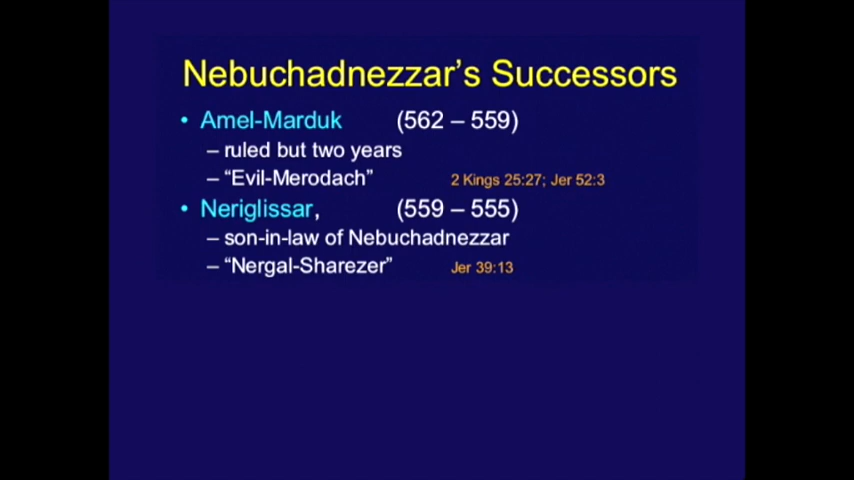 Nebuchadnezzar's Successors
• Amel-Marduk (562 – 559)
– ruled but two years
– “Evil-Merodach” 2 Kings 25:27; Jer 52:3
• Neriglissar, (559 – 555)
– son-in-law of Nebuchadnezzar
– “Nergal-Sharezer” Jer 39:13